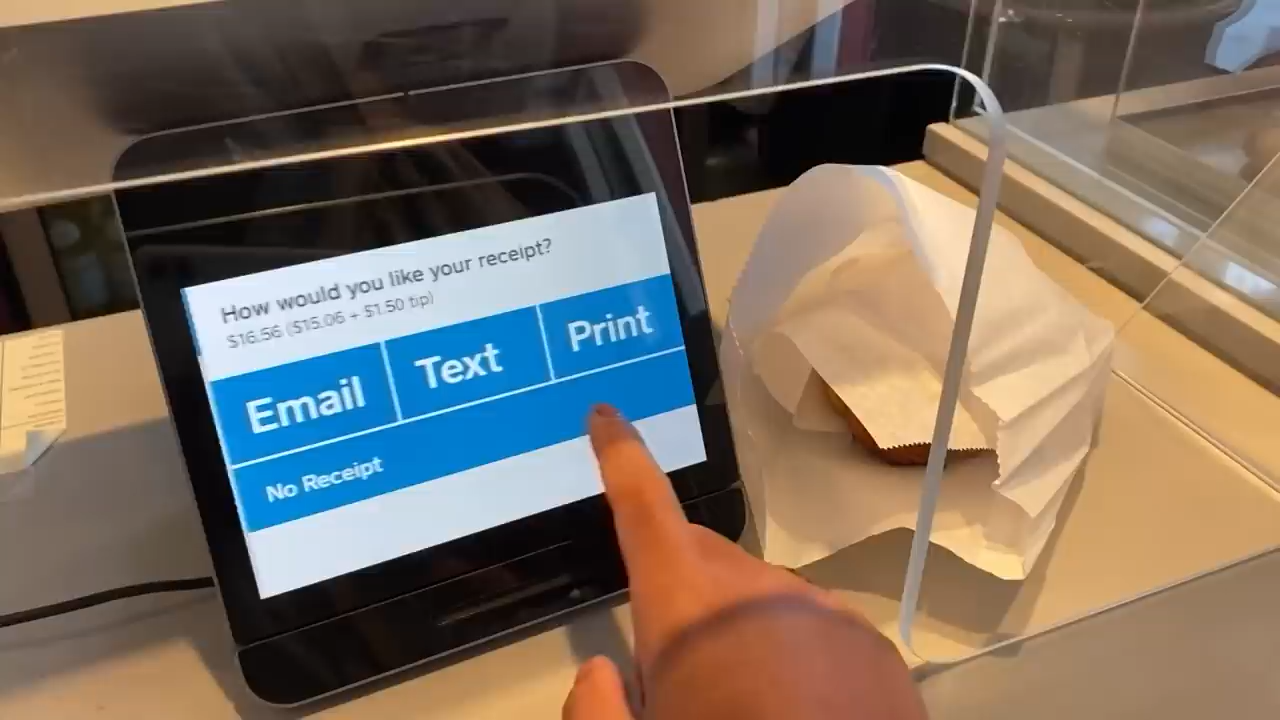 How would you like your receipt?
$16.56 ($15.06 + $1.50 tip)
Email
Text
Print
No Receipt